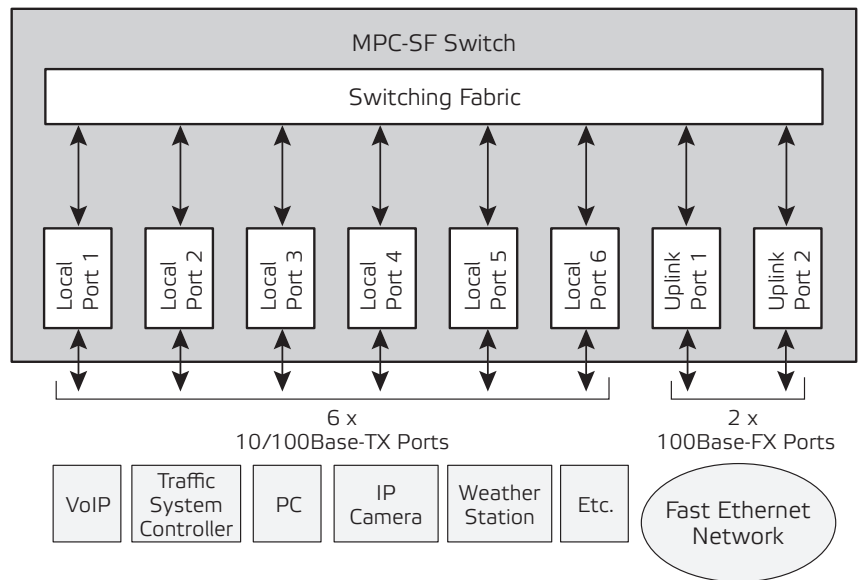 MPC-SF Switch
Switching Fabric
Local
Port 1
Local
Port 2
Local
Port 3
Local
Port 4
Local
Port 5
Local
Port 6
Uplink
Port 1
Uplink
Port 2
6 x
10/100Base-TX Ports
2 x
100Base-FX Ports
VoIP
Traffic
System
Controller
PC
IP
Camera
Weather
Station
Etc.
Fast Ethernet
Network